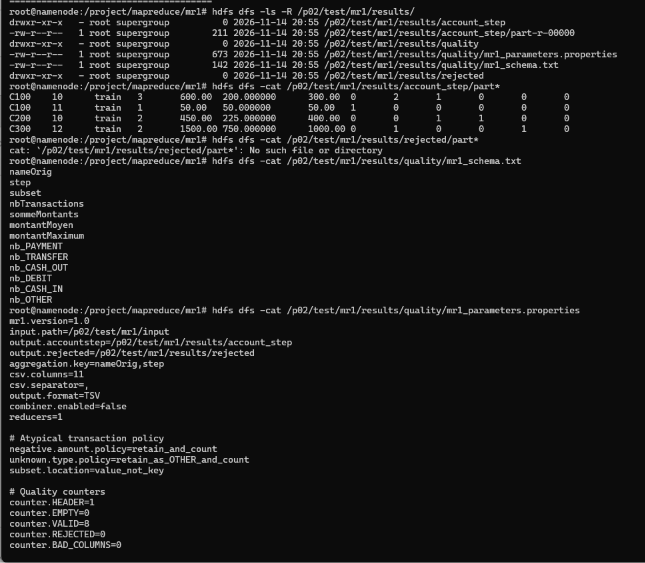 =====================================
root@namenode:/project/mapreduce/mr1# hdfs dfs -ls -R /p02/test/mr1/results/
drwxr-xr-x   - root supergroup          0 2026-11-14 20:55 /p02/test/mr1/results/account_step
-rw-r--r--   1 root supergroup        211 2026-11-14 20:55 /p02/test/mr1/results/account_step/part-r-00000
drwxr-xr-x   - root supergroup          0 2026-11-14 20:55 /p02/test/mr1/results/quality
-rw-r--r--   1 root supergroup        673 2026-11-14 20:55 /p02/test/mr1/results/quality/mr1_parameters.properties
-rw-r--r--   1 root supergroup        142 2026-11-14 20:55 /p02/test/mr1/results/quality/mr1_schema.txt
drwxr-xr-x   - root supergroup          0 2026-11-14 20:55 /p02/test/mr1/results/rejected
root@namenode:/project/mapreduce/mr1# hdfs dfs -cat /p02/test/mr1/results/account_step/part*
C100    10      train   3       600.00  200.000000      300.00  0       2       1       0       0       0
C100    11      train   1       50.00   50.000000       50.00   1       0       0       0       0       0
C200    10      train   2       450.00  225.000000      400.00  0       0       1       1       0       0
C300    12      train   2       1500.00 750.000000      1000.00 0       1       0       0       1       0
root@namenode:/project/mapreduce/mr1# hdfs dfs -cat /p02/test/mr1/results/rejected/part*
cat: `/p02/test/mr1/results/rejected/part*': No such file or directory
root@namenode:/project/mapreduce/mr1# hdfs dfs -cat /p02/test/mr1/results/quality/mr1_schema.txt
nameOrig
step
subset
nbTransactions
sommeMontants
montantMoyen
montantMaximum
nb_PAYMENT
nb_TRANSFER
nb_CASH_OUT
nb_DEBIT
nb_CASH_IN
nb_OTHER
root@namenode:/project/mapreduce/mr1# hdfs dfs -cat /p02/test/mr1/results/quality/mr1_parameters.properties
mr1.version=1.0
input.path=/p02/test/mr1/input
output.accountstep=/p02/test/mr1/results/account_step
output.rejected=/p02/test/mr1/results/rejected
aggregation.key=nameOrig,step
csv.columns=11
csv.separator=,
output.format=TSV
combiner.enabled=false
reducers=1

# Atypical transaction policy
negative.amount.policy=retain_and_count
unknown.type.policy=retain_as_OTHER_and_count
subset.location=value_not_key

# Quality counters
counter.HEADER=1
counter.EMPTY=0
counter.VALID=8
counter.REJECTED=0
counter.BAD_COLUMNS=0